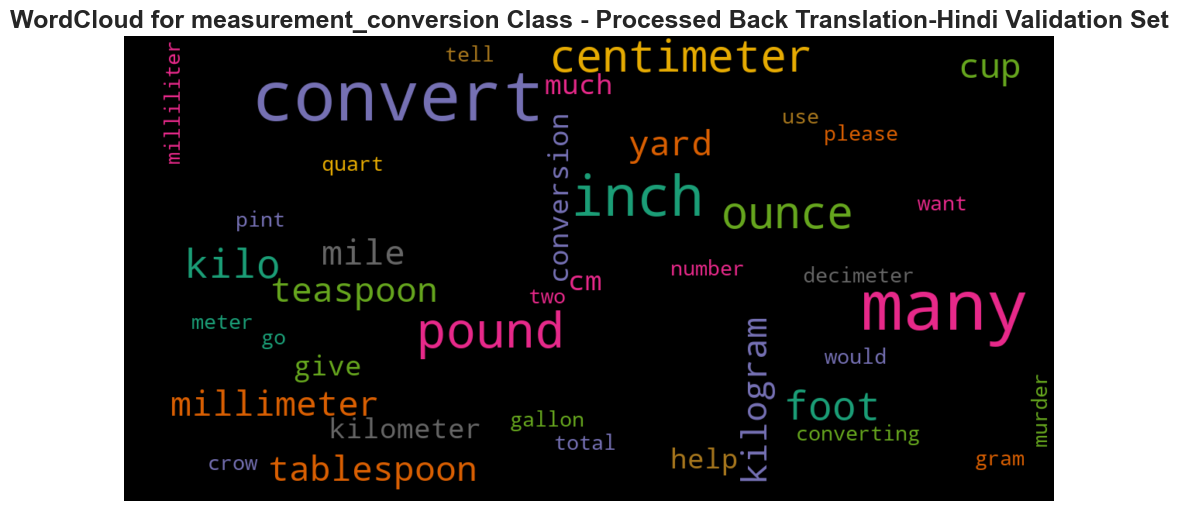 WordCloud for measurement_conversion Class - Processed Back Translation-Hindi Validation Set
milliliter
tell
convert
centimeter
much
cup
use
please
yard
conversion
quart
inch
ounce
want
pint
kilo
mile
teaspoon
number
decimeter
cm
two
many
meter
go
pound
kilogram
would
give
millimeter
foot
murder
kilometer
gallon
total
converting
crow
tablespoon
help
gram